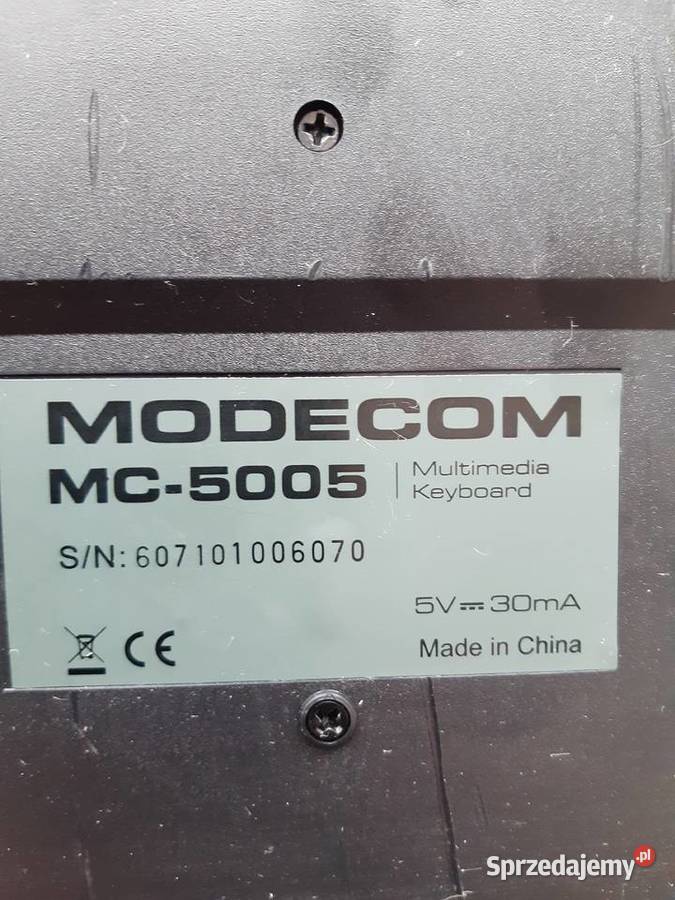 MODECOM
MC-5005
Multimedia
Keyboard
S/N: 607101006070
5V⎓30mA
CE
Made in China
Sprzedajemy.pl